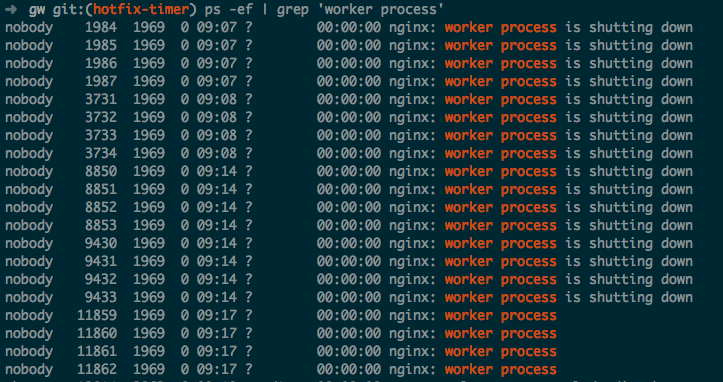 ➜ gw git:(hotfix-timer) ps -ef | grep 'worker process'
nobody 1984 1969 0 09:07 ? 00:00:00 nginx: worker process is shutting down
nobody 1985 1969 0 09:07 ? 00:00:00 nginx: worker process is shutting down
nobody 1986 1969 0 09:07 ? 00:00:00 nginx: worker process is shutting down
nobody 1987 1969 0 09:07 ? 00:00:00 nginx: worker process is shutting down
nobody 3731 1969 0 09:08 ? 00:00:00 nginx: worker process is shutting down
nobody 3732 1969 0 09:08 ? 00:00:00 nginx: worker process is shutting down
nobody 3733 1969 0 09:08 ? 00:00:00 nginx: worker process is shutting down
nobody 3734 1969 0 09:08 ? 00:00:00 nginx: worker process is shutting down
nobody 8850 1969 0 09:14 ? 00:00:00 nginx: worker process is shutting down
nobody 8851 1969 0 09:14 ? 00:00:00 nginx: worker process is shutting down
nobody 8852 1969 0 09:14 ? 00:00:00 nginx: worker process is shutting down
nobody 8853 1969 0 09:14 ? 00:00:00 nginx: worker process is shutting down
nobody 9430 1969 0 09:14 ? 00:00:00 nginx: worker process is shutting down
nobody 9431 1969 0 09:14 ? 00:00:00 nginx: worker process is shutting down
nobody 9432 1969 0 09:14 ? 00:00:00 nginx: worker process is shutting down
nobody 9433 1969 0 09:14 ? 00:00:00 nginx: worker process is shutting down
nobody 11859 1969 0 09:17 ? 00:00:00 nginx: worker process
nobody 11860 1969 0 09:17 ? 00:00:00 nginx: worker process
nobody 11861 1969 0 09:17 ? 00:00:00 nginx: worker process
nobody 11862 1969 0 09:17 ? 00:00:00 nginx: worker process